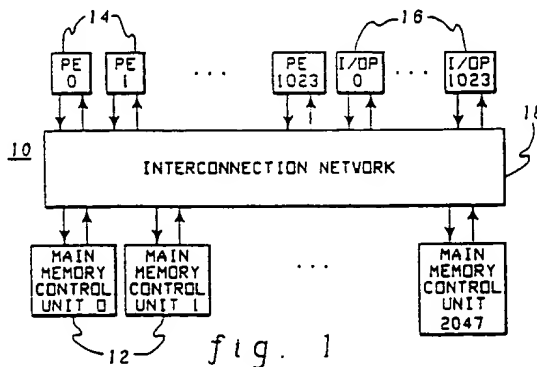 14
16
PE
0
PE
1
...
PE
1023
I/OP
0
...
I/OP
1023
10
INTERCONNECTION NETWORK
18
MAIN
MEMORY
CONTROL
UNIT 0
MAIN
MEMORY
CONTROL
UNIT 1
...
MAIN
MEMORY
CONTROL
UNIT
2047
12
fig. 1